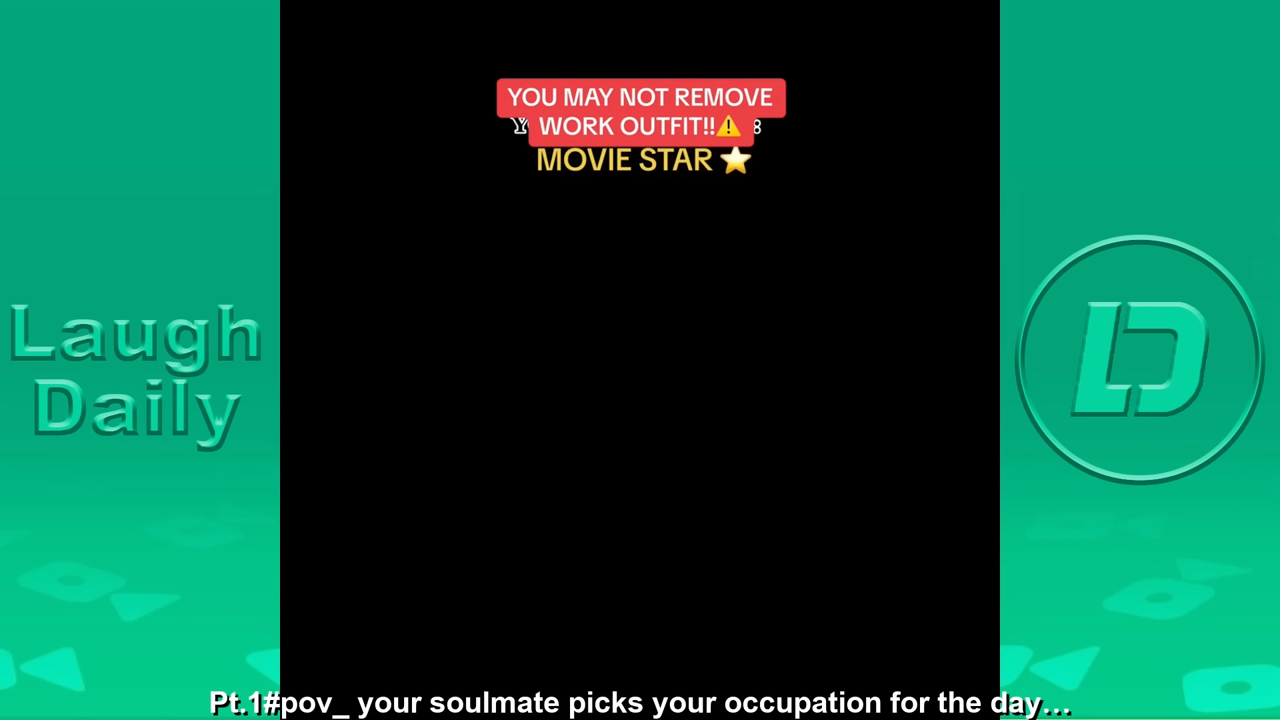 YOU MAY NOT REMOVE
WORK OUTFIT!!⚠️
MOVIE STAR ⭐
Laugh
Daily
LD
Pt.1#pov_ your soulmate picks your occupation for the day...